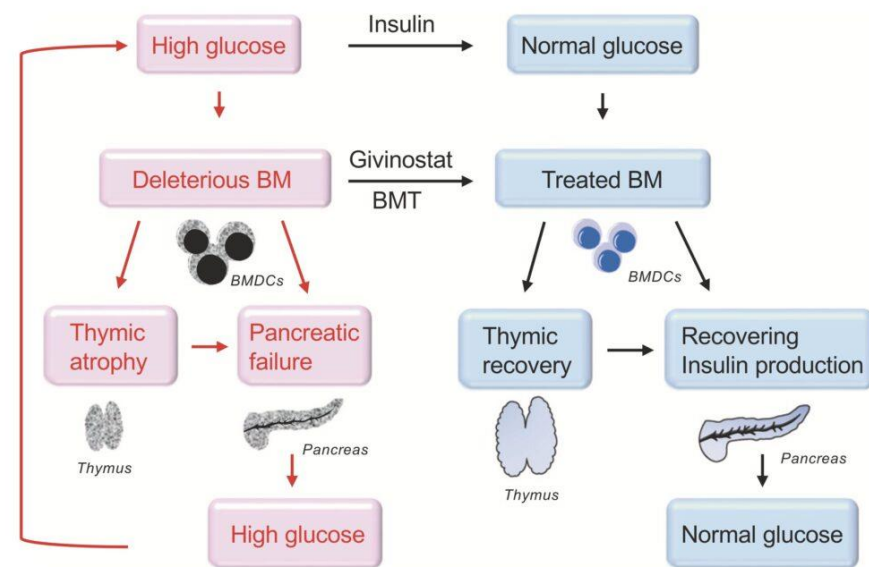 High glucose
Insulin
Normal glucose
Deleterious BM
Givinostat
BMT
Treated BM
BMDCs
BMDCs
Thymic
atrophy
Pancreatic
failure
Thymic
recovery
Recovering
Insulin production
Thymus
Pancreas
Thymus
Pancreas
High glucose
Normal glucose